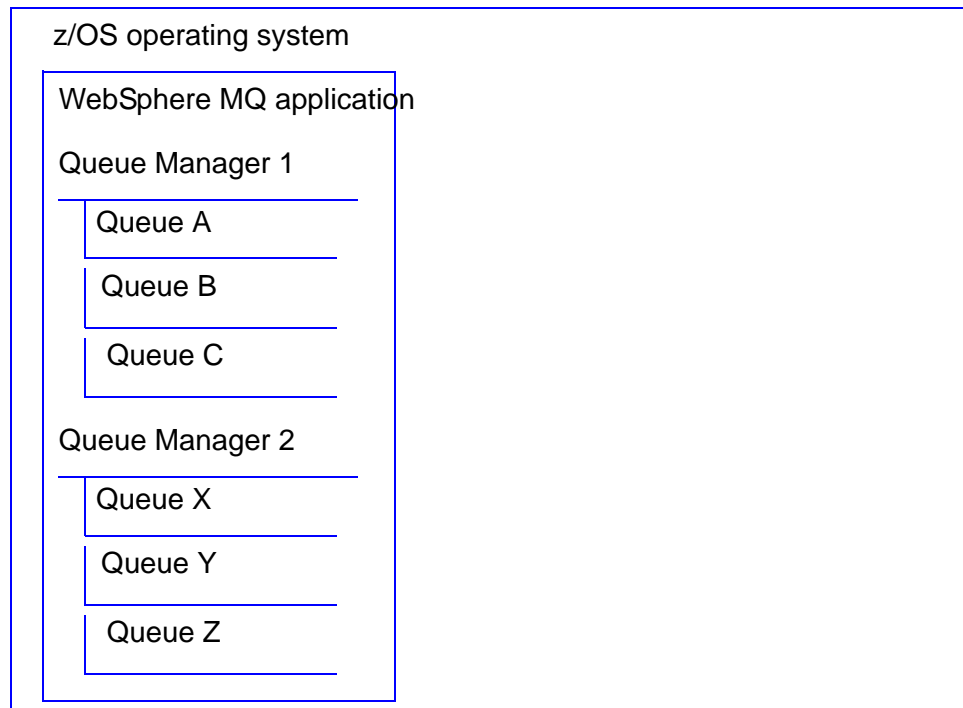 z/OS operating system
WebSphere MQ application
Queue Manager 1
Queue A
Queue B
Queue C
Queue Manager 2
Queue X
Queue Y
Queue Z